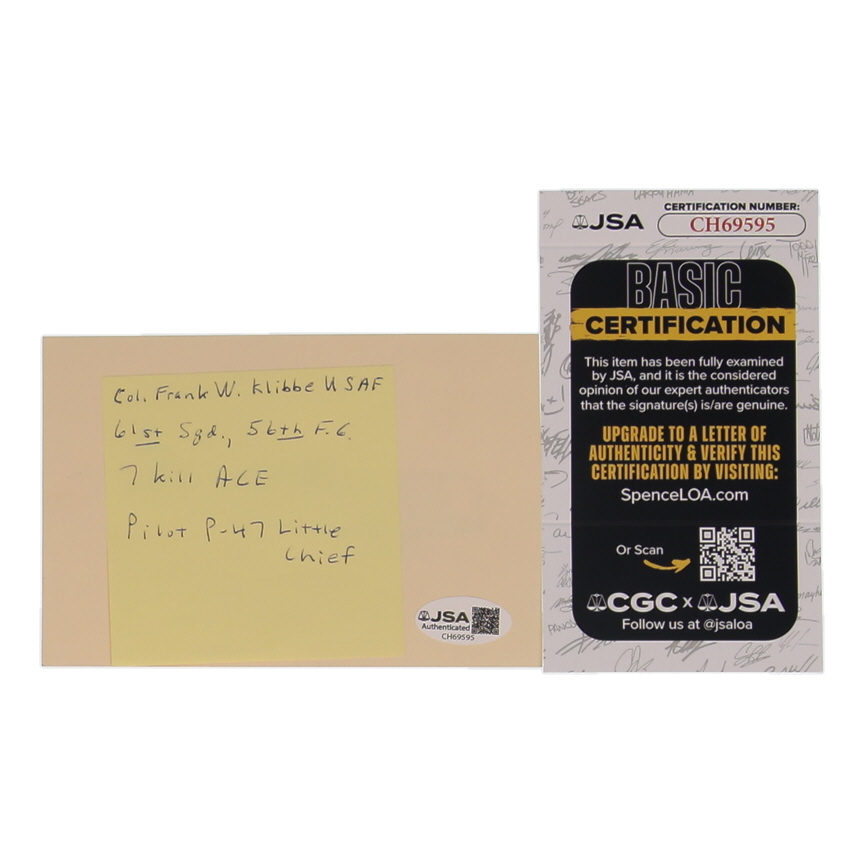 Col. Frank W. Klibbe USAF
61st Sqd., 56th F.G.
7 kill ACE
Pilot P-47 Little
Chief
JSA
Authenticated
CH69595
JSA
CERTIFICATION NUMBER:
CH69595
BASIC
CERTIFICATION
This item has been fully examined
by JSA, and it is the considered
opinion of our expert authenticators
that the signature(s) is/are genuine.
UPGRADE TO A LETTER OF
AUTHENTICITY & VERIFY THIS
CERTIFICATION BY VISITING:
SpenceLOA.com
Or Scan
CGC x JSA
Follow us at @jsaloa